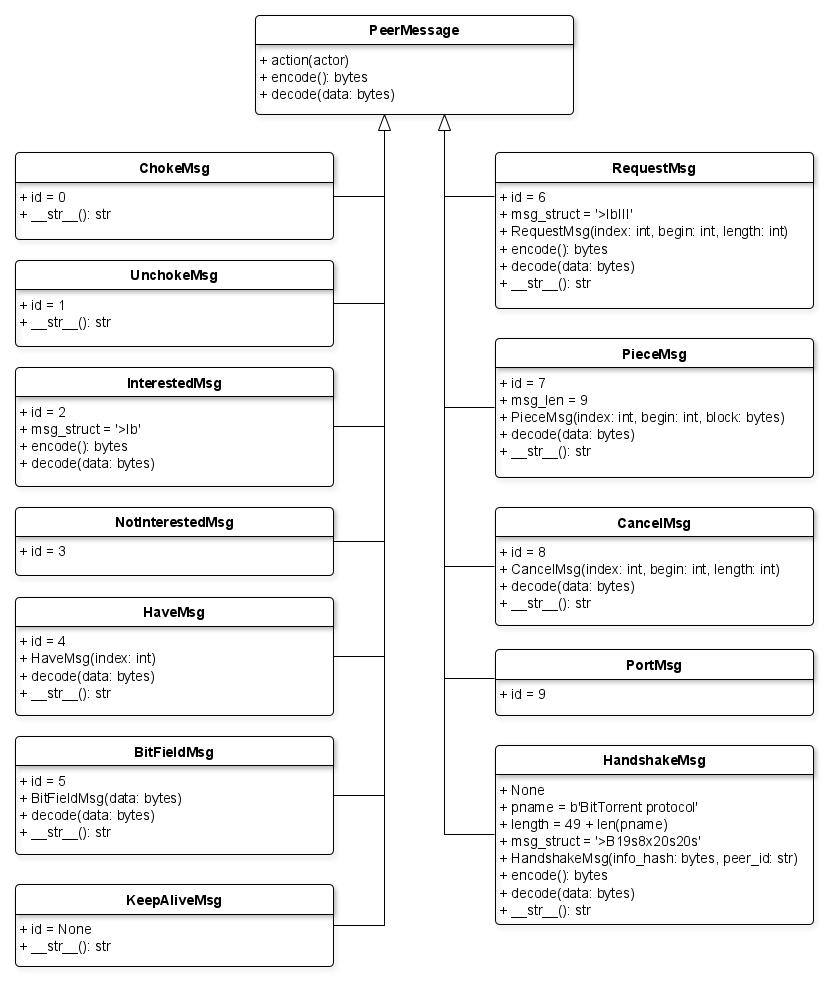 PeerMessage
+ action(actor)
+ encode(): bytes
+ decode(data: bytes)
ChokeMsg
+ id = 0
+ __str__(): str
UnchokeMsg
+ id = 1
+ __str__(): str
InterestedMsg
+ id = 2
+ msg_struct = '>Ib'
+ encode(): bytes
+ decode(data: bytes)
NotInterestedMsg
+ id = 3
HaveMsg
+ id = 4
+ HaveMsg(index: int)
+ decode(data: bytes)
+ __str__(): str
BitFieldMsg
+ id = 5
+ BitFieldMsg(data: bytes)
+ decode(data: bytes)
+ __str__(): str
KeepAliveMsg
+ id = None
+ __str__(): str
RequestMsg
+ id = 6
+ msg_struct = '>IbIII'
+ RequestMsg(index: int, begin: int, length: int)
+ encode(): bytes
+ decode(data: bytes)
+ __str__(): str
PieceMsg
+ id = 7
+ msg_len = 9
+ PieceMsg(index: int, begin: int, block: bytes)
+ decode(data: bytes)
+ __str__(): str
CancelMsg
+ id = 8
+ CancelMsg(index: int, begin: int, length: int)
+ decode(data: bytes)
+ __str__(): str
PortMsg
+ id = 9
HandshakeMsg
+ None
+ pname = b'BitTorrent protocol'
+ length = 49 + len(pname)
+ msg_struct = '>B19s8x20s20s'
+ HandshakeMsg(info_hash: bytes, peer_id: str)
+ encode(): bytes
+ decode(data: bytes)
+ __str__(): str